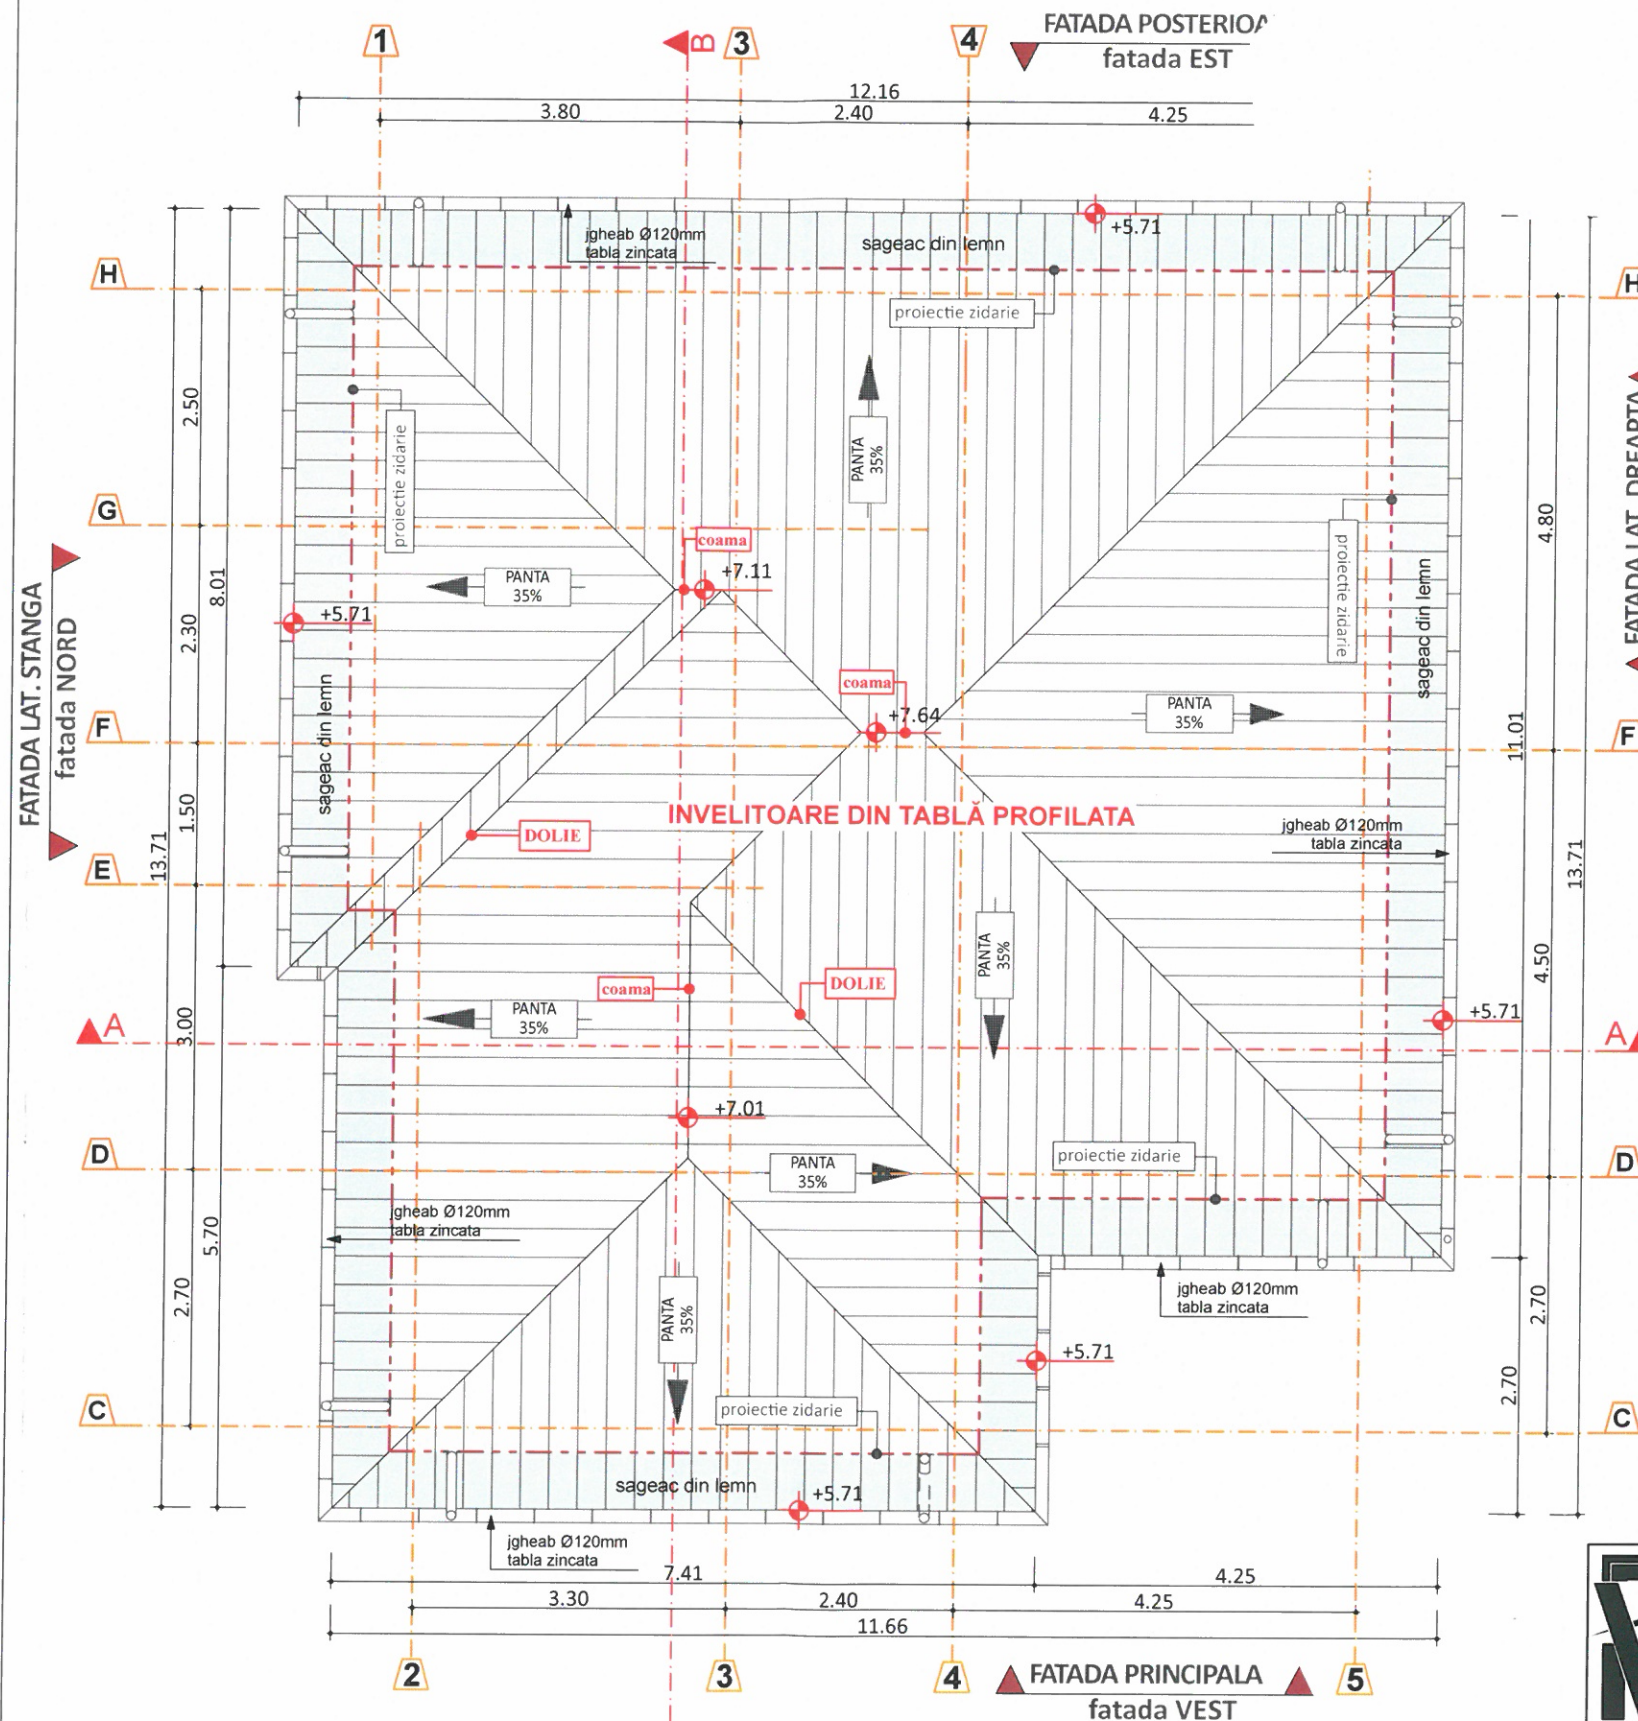 FATADA POSTERIOA
fatada EST
1
B
3
4
12.16
3.80
2.40
4.25
+5.71
jgheab Ø120mm
tabla zincata
sageac din lemn
H
H
proiectie zidarie
2.50
proiectie zidarie
PANTA
35%
G
4.80
coama
+7.11
PANTA
35%
8.01
proiectie zidarie
sageac din lemn
FATADA LAT. DREAPTA
FATADA LAT. STANGA
fatada NORD
+5.71
2.30
coama
+7.64
PANTA
35%
sageac din lemn
F
F
11.01
INVELITOARE DIN TABLĂ PROFILATA
1.50
DOLIE
jgheab Ø120mm
tabla zincata
13.71
13.71
E
PANTA
35%
4.50
coama
DOLIE
PANTA
35%
+5.71
A
A
3.00
+7.01
D
PANTA
35%
proiectie zidarie
D
jgheab Ø120mm
tabla zincata
5.70
2.70
PANTA
35%
jgheab Ø120mm
tabla zincata
2.70
+5.71
2.70
C
proiectie zidarie
C
sageac din lemn
+5.71
jgheab Ø120mm
tabla zincata
7.41
4.25
3.30
2.40
4.25
11.66
2
3
4
5
FATADA PRINCIPALA
fatada VEST